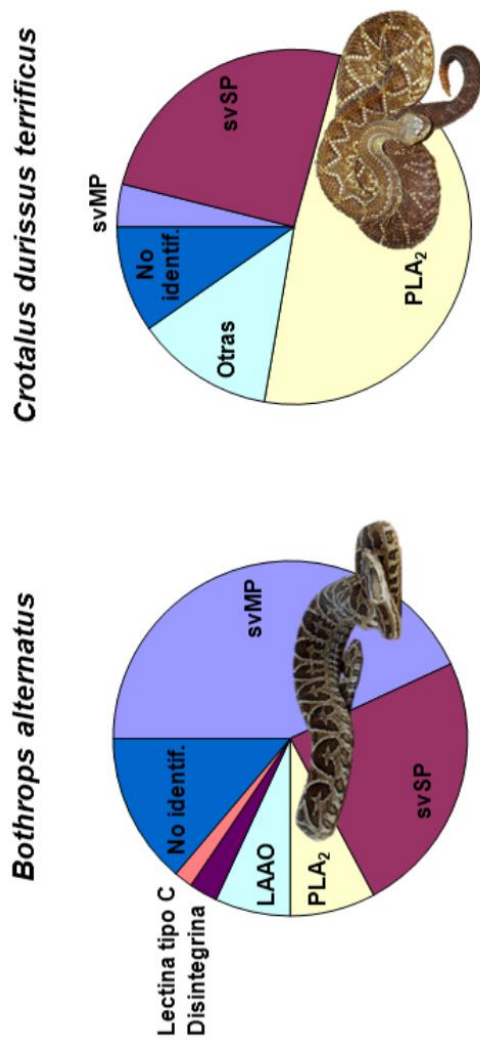 Bothrops alternatus
svMP
svSP
PLA₂
LAAO
Disintegrina
Lectina tipo C
No identif.
Crotalus durissus terrificus
svMP
svSP
PLA₂
Otras
No
identif.